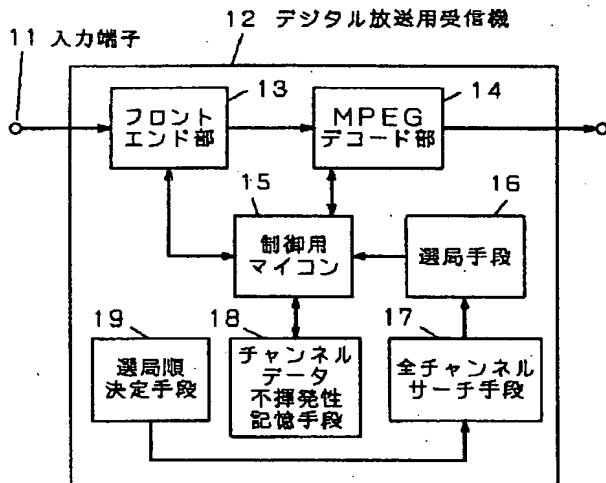 12 デジタル放送用受信機
11 入力端子
13
14
フロント
エンド部
MPEG
デコード部
15
16
制御用
マイコン
選局手段
19
18
17
選局順
決定手段
チャンネル
データ
不揮発性
記憶手段
全チャンネル
サーチ手段